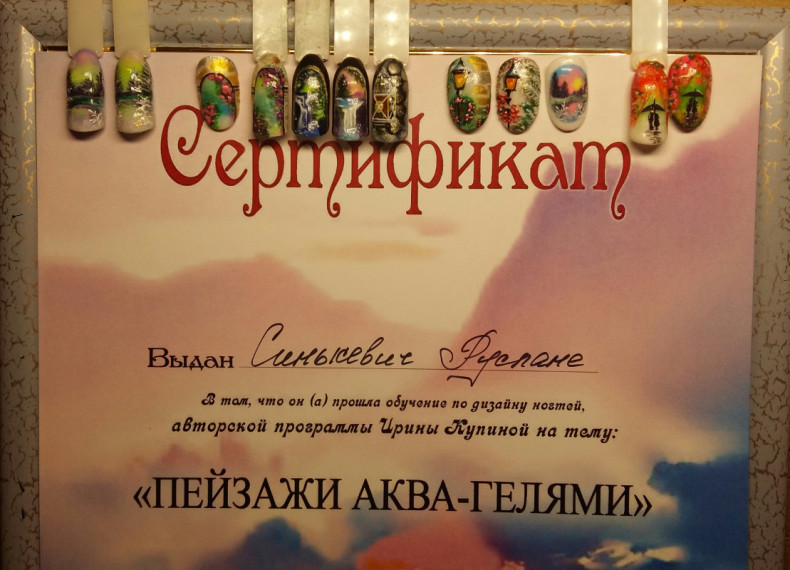 Сертификат
Выдан Синькевич Руслане
В том, что он (а) прошла обучение по дизайну ногтей,
авторской программы Ирины Купиной на тему:
«ПЕЙЗАЖИ АКВА-ГЕЛЯМИ»